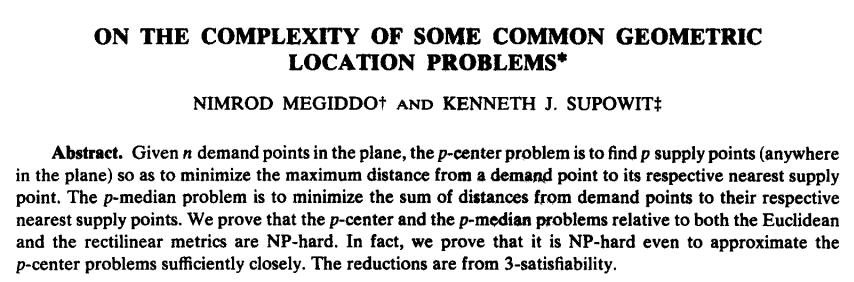 ON THE COMPLEXITY OF SOME COMMON GEOMETRIC
LOCATION PROBLEMS*
NIMROD MEGIDDO† AND KENNETH J. SUPOWIT‡
Abstract. Given n demand points in the plane, the p-center problem is to find p supply points (anywhere
in the plane) so as to minimize the maximum distance from a demand point to its respective nearest supply
point. The p-median problem is to minimize the sum of distances from demand points to their respective
nearest supply points. We prove that the p-center and the p-median problems relative to both the Euclidean
and the rectilinear metrics are NP-hard. In fact, we prove that it is NP-hard even to approximate the
p-center problems sufficiently closely. The reductions are from 3-satisfiability.